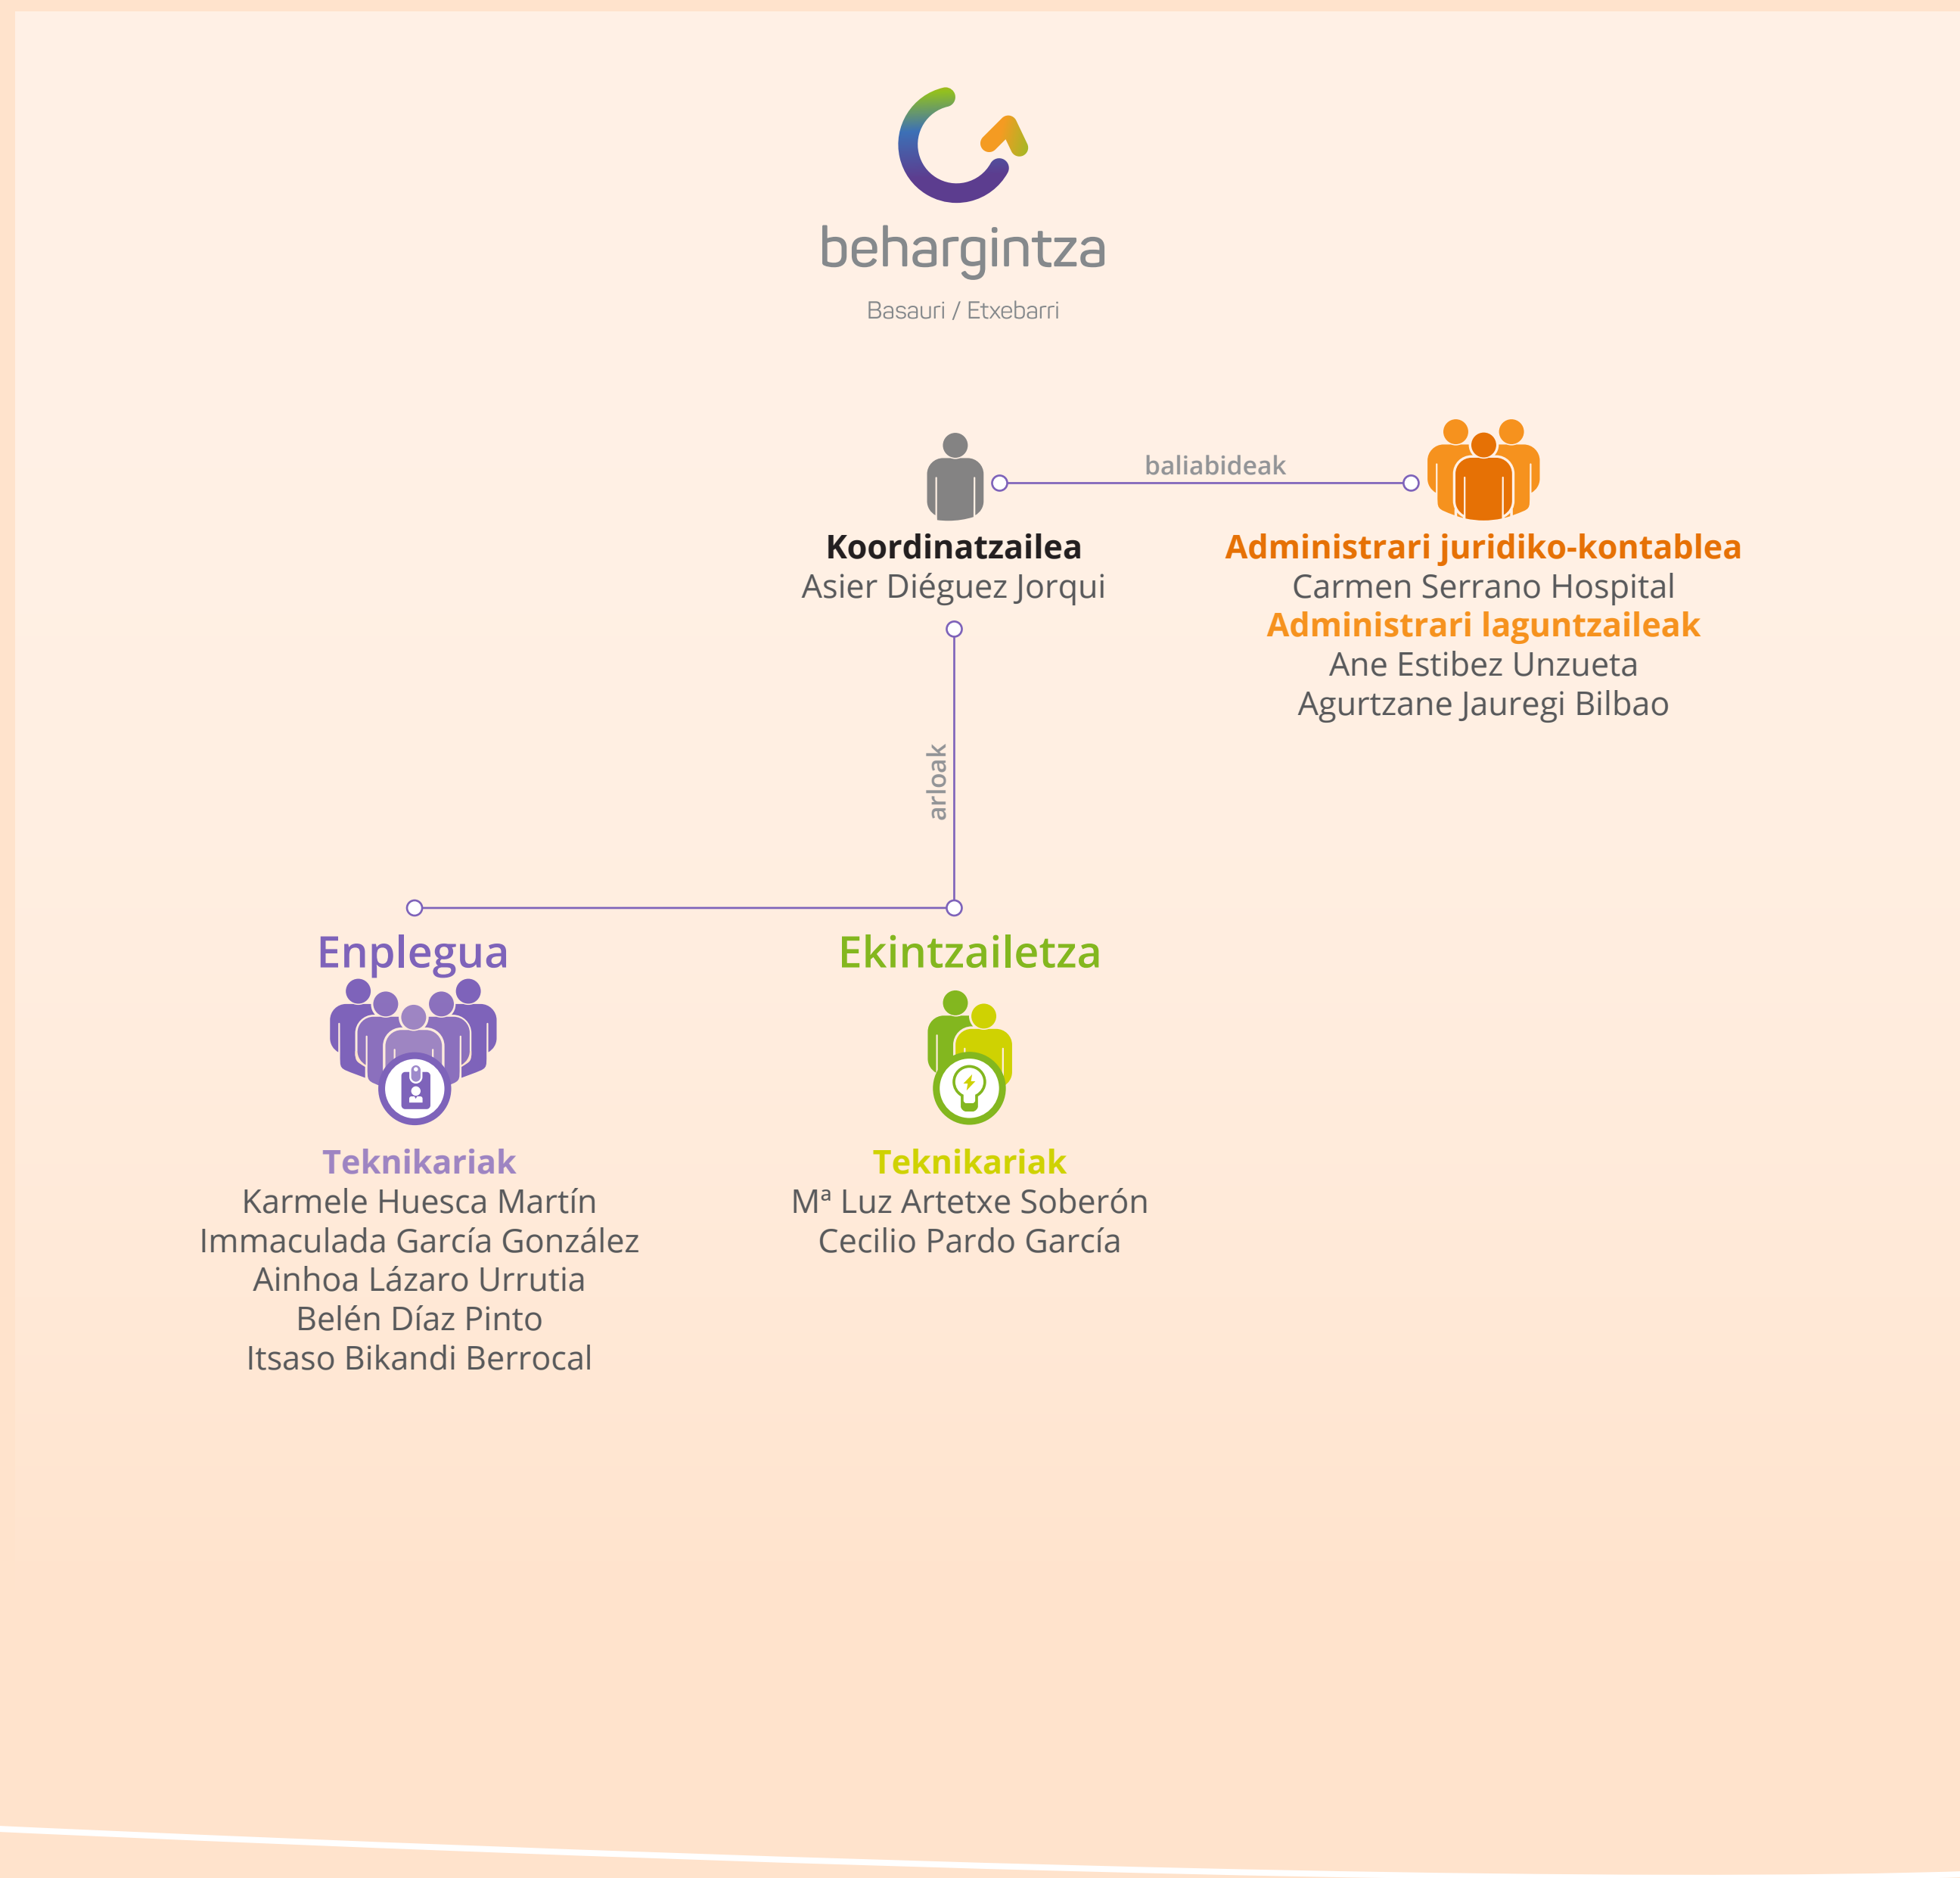 behargintza
Basauri / Etxebarri
baliabideak
Koordinatzailea
Asier Diéguez Jorqui
Administrari juridiko-kontablea
Carmen Serrano Hospital
Administrari laguntzaileak
Ane Estibez Unzueta
Agurtzane Jauregi Bilbao
arloak
Enplegua
Teknikariak
Karmele Huesca Martín
Immaculada García González
Ainhoa Lázaro Urrutia
Belén Díaz Pinto
Itsaso Bikandi Berrocal
Ekintzailetza
Teknikariak
Mª Luz Artetxe Soberón
Cecilio Pardo García